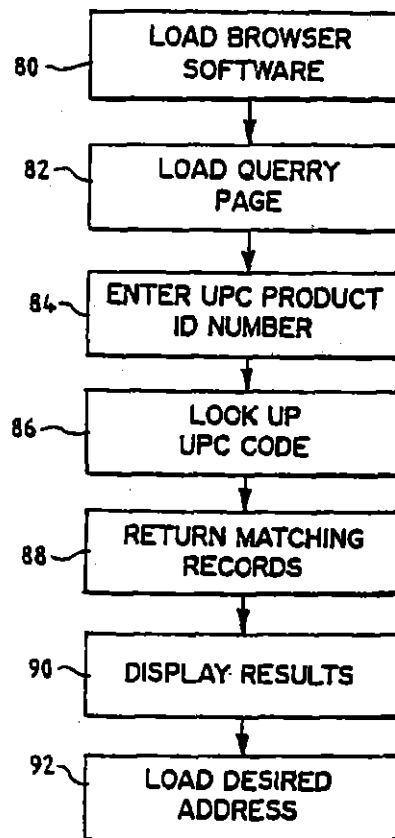 80
LOAD BROWSER
SOFTWARE
82
LOAD QUERRY
PAGE
84
ENTER UPC PRODUCT
ID NUMBER
86
LOOK UP
UPC CODE
88
RETURN MATCHING
RECORDS
90
DISPLAY RESULTS
92
LOAD DESIRED
ADDRESS